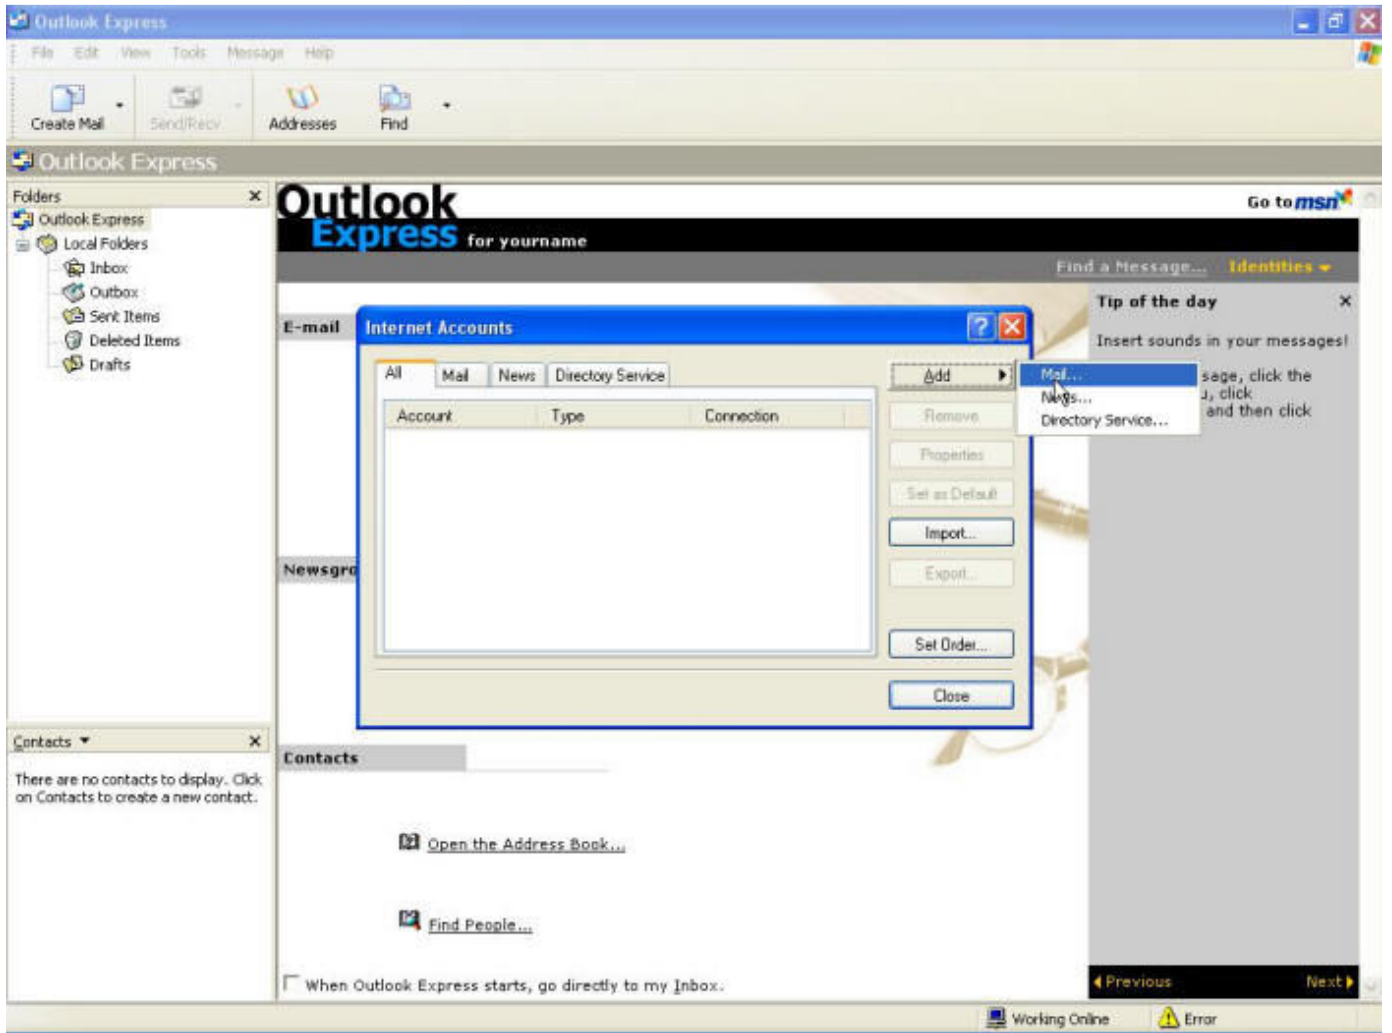 Outlook Express
File Edit View Tools Message Help
Create Mail Send/Recv Addresses Find
Outlook Express
Folders
Outlook Express
Local Folders
Inbox
Outbox
Sent Items
Deleted Items
Drafts
Contacts
There are no contacts to display. Click
on Contacts to create a new contact.
Outlook
Express for yourname
Go to msn
Find a Message... Identities
E-mail
Newsgro
Contacts
Open the Address Book...
Find People...
When Outlook Express starts, go directly to my Inbox.
Internet Accounts
All Mail News Directory Service
Account Type Connection
Add
Remove
Properties
Set as Default
Import...
Export...
Set Order...
Close
Mail...
News...
Directory Service...
Tip of the day
Insert sounds in your messages!
sage, click the
u, click
and then click
Previous Next
Working Online Error